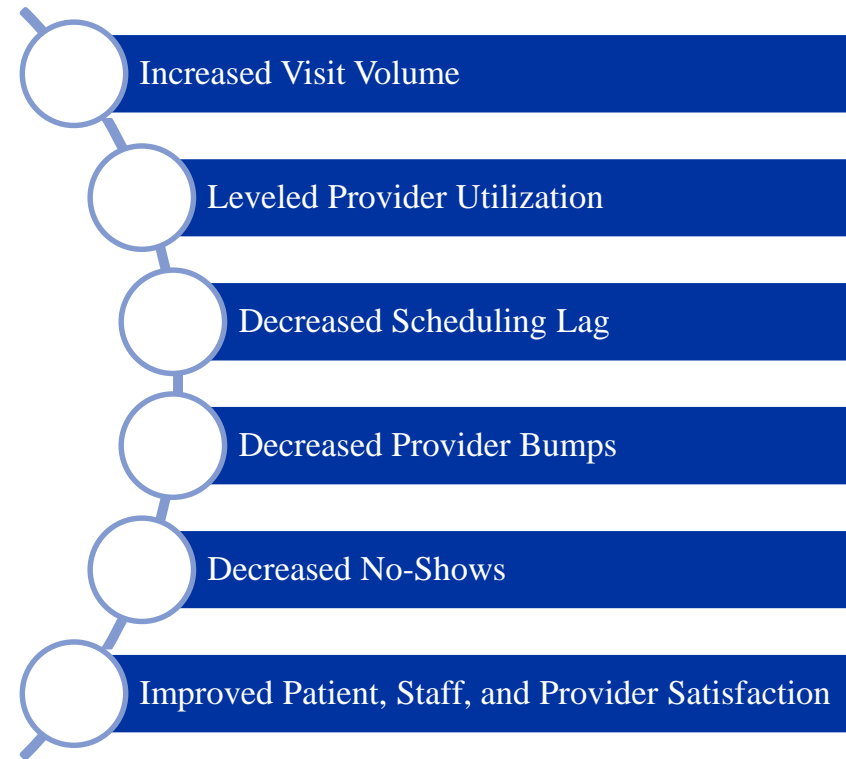 Increased Visit Volume
Leveled Provider Utilization
Decreased Scheduling Lag
Decreased Provider Bumps
Decreased No-Shows
Improved Patient, Staff, and Provider Satisfaction